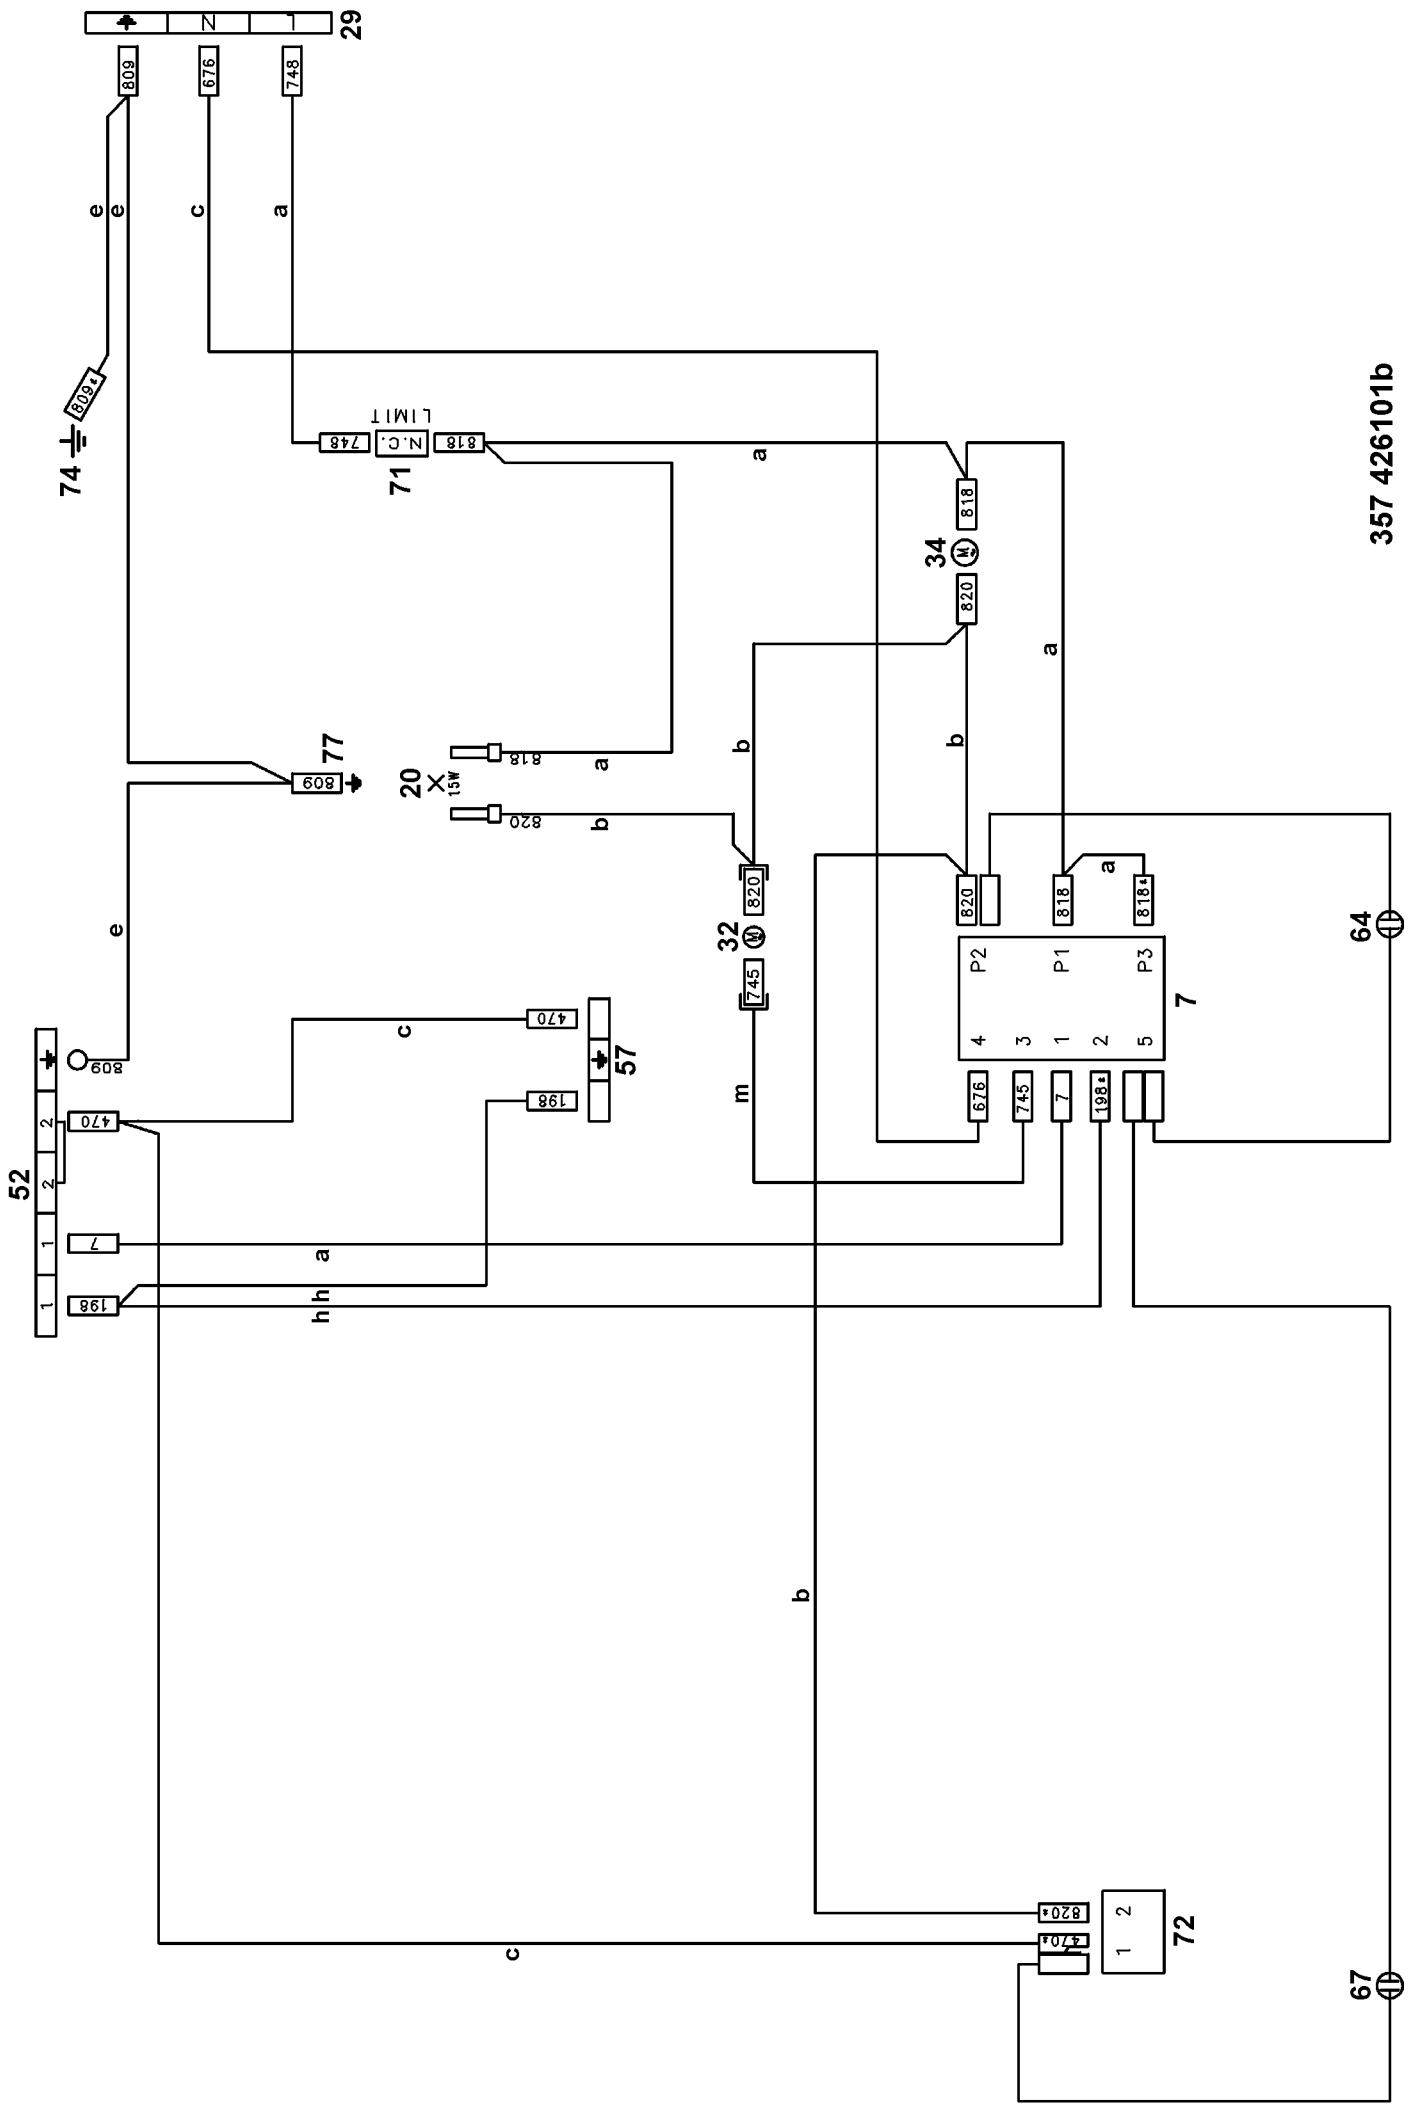 29
L
N
748
676
809
e
e
c
a
74
809*
LIMIT
748
N.C.
818
71
a
34
818
M
820
77
809
20
15W
818
820
a
b
b
b
a
e
809
52
2
2
1
1
470
7
198
c
470
198
57
32
820
M
745
m
820
818
818*
a
P2
P1
P3
4
3
1
2
5
7
676
745
7
198*
64
a
h
h
b
c
820*
470*
1
2
72
67
357 426101b